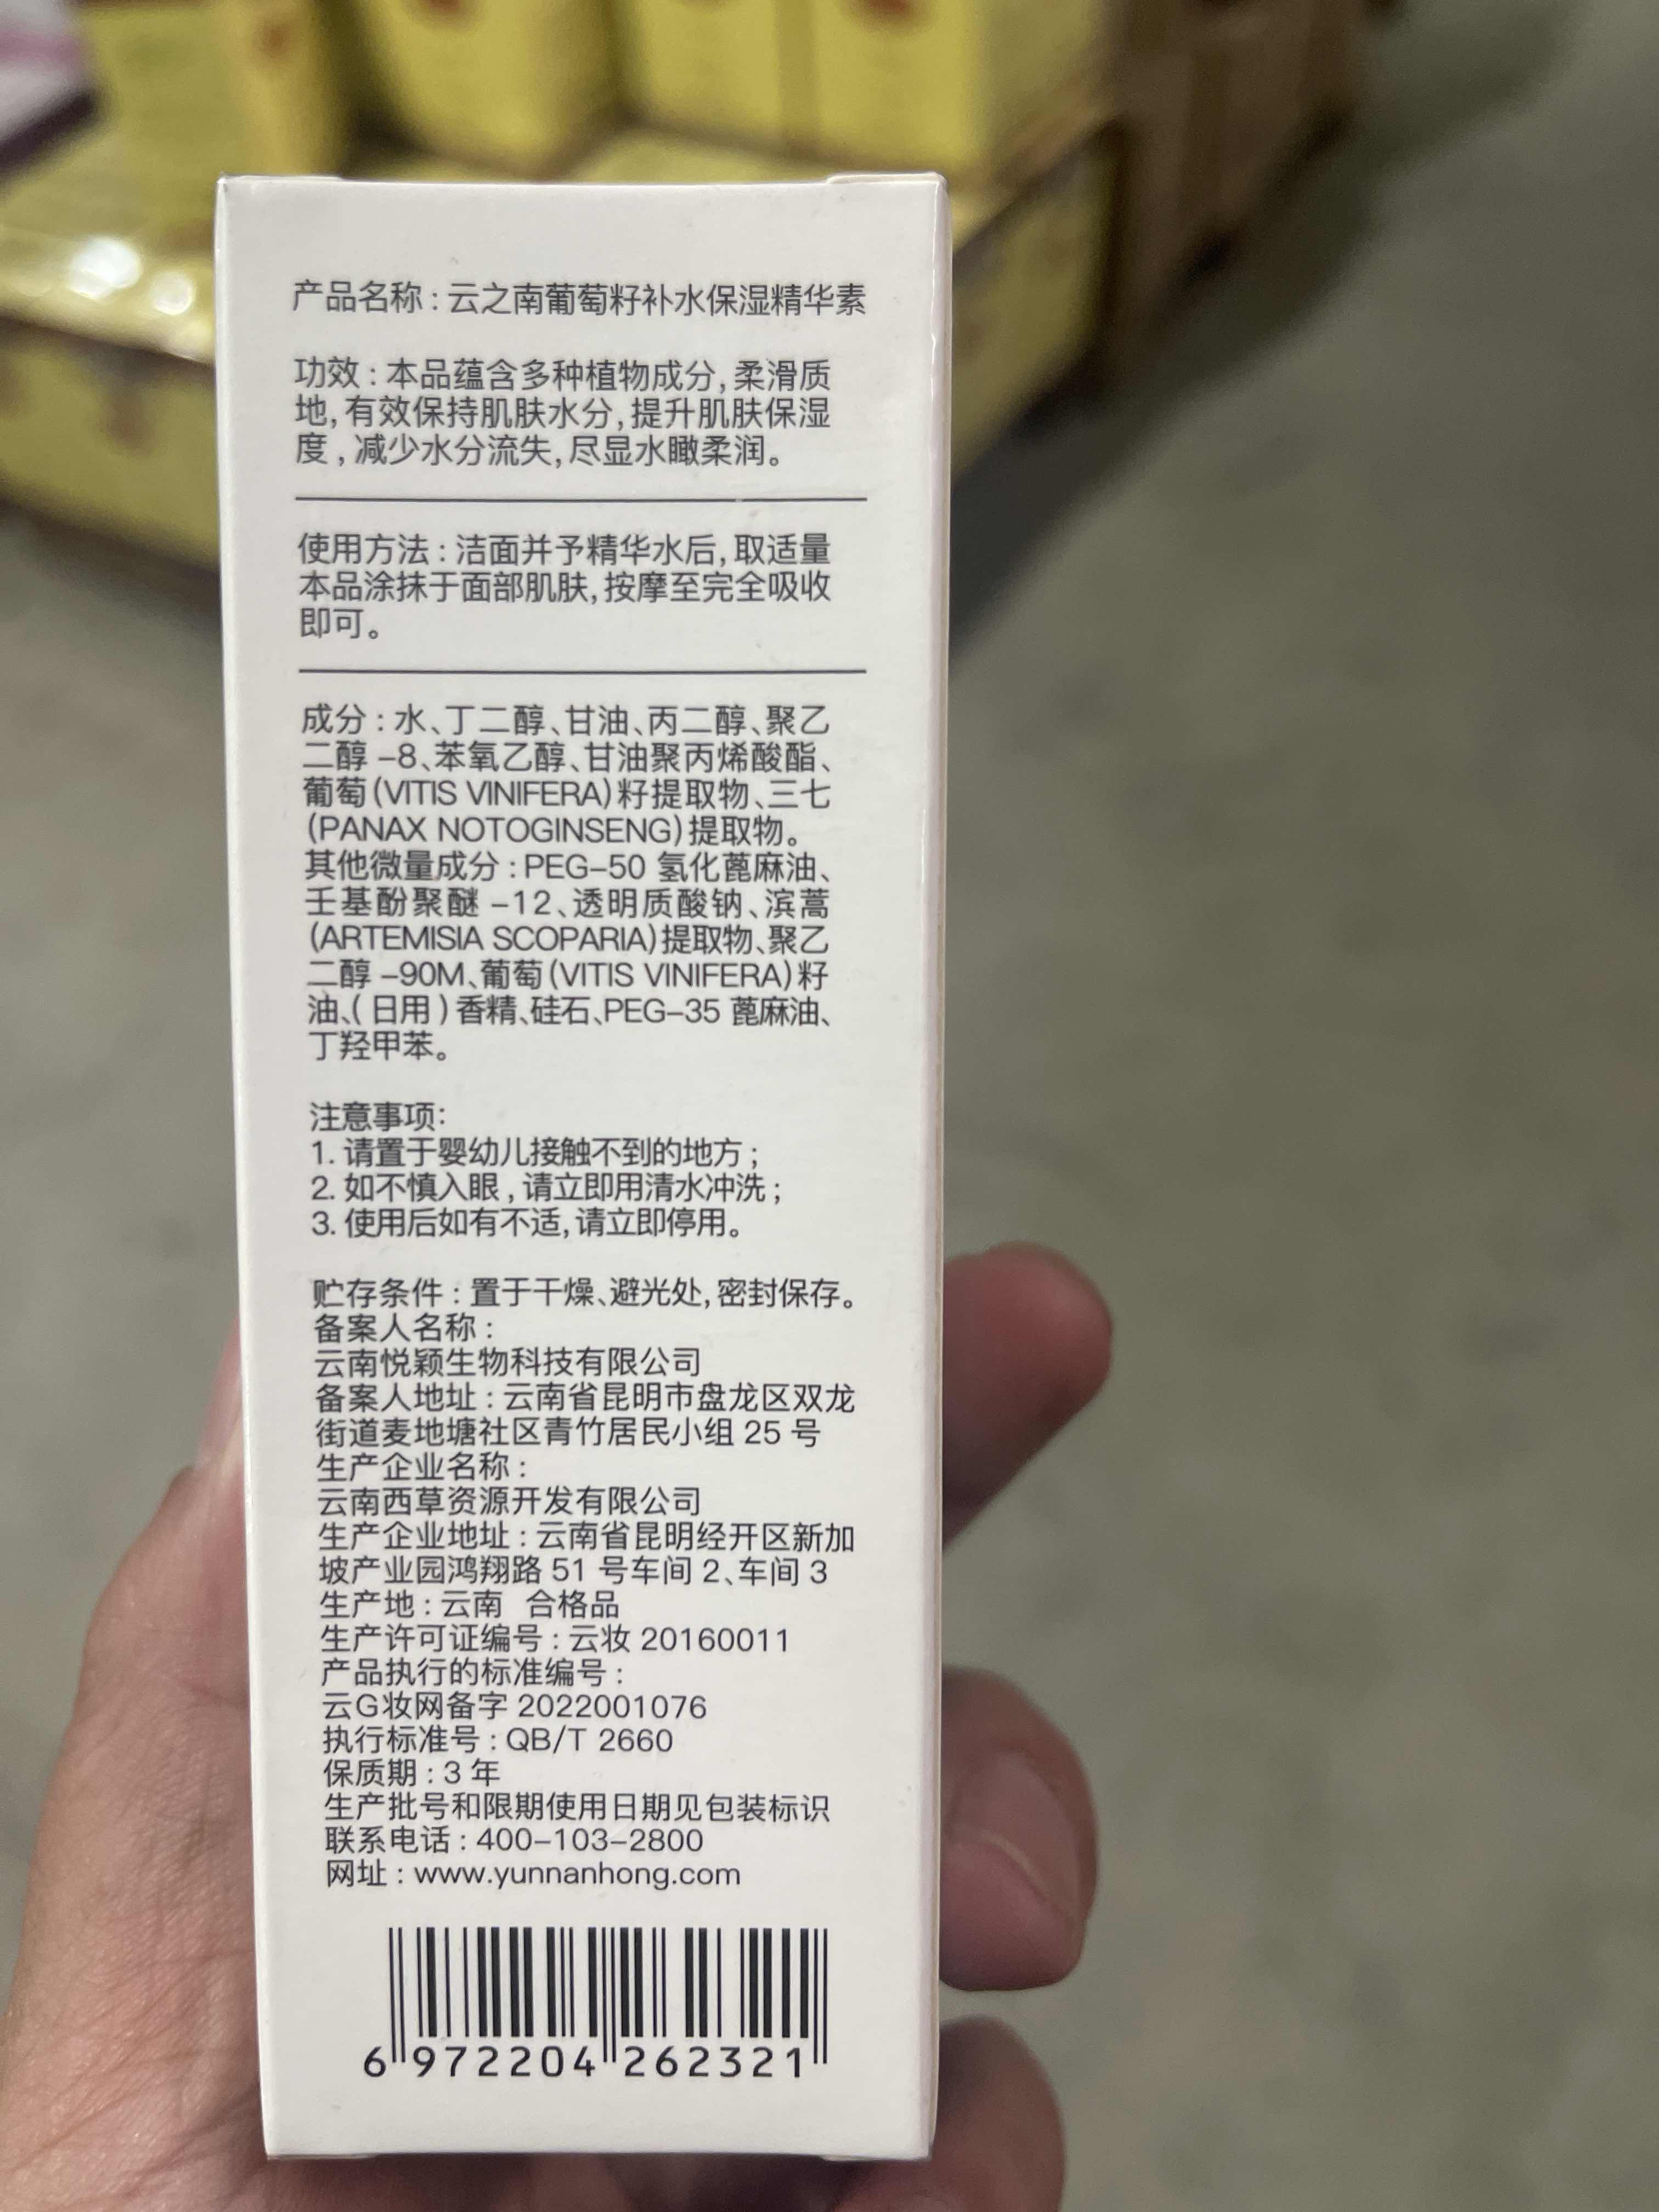 产品名称:云之南葡萄籽补水保湿精华素
功效:本品蕴含多种植物成分,柔滑质
地,有效保持肌肤水分,提升肌肤保湿
度,减少水分流失,尽显水瞰柔润。
使用方法:洁面并予精华水后,取适量
本品涂抹于面部肌肤,按摩至完全吸收
即可。
成分:水、丁二醇、甘油、丙二醇、聚乙
二醇-8、苯氧乙醇、甘油聚丙烯酸酯、
葡萄(VITIS VINIFERA)籽提取物、三七
(PANAX NOTOGINSENG)提取物。
其他微量成分:PEG-50 氢化蓖麻油、
壬基酚聚醚 -12、透明质酸钠、滨蒿
(ARTEMISIA SCOPARIA)提取物、聚乙
二醇 -90M、葡萄(VITIS VINIFERA)籽
油、(日用)香精、硅石、PEG-35 蓖麻油、
丁羟甲苯。
注意事项:
1. 请置于婴幼儿接触不到的地方;
2. 如不慎入眼,请立即用清水冲洗;
3. 使用后如有不适,请立即停用。
贮存条件:置于干燥、避光处,密封保存。
备案人名称:
云南悦颖生物科技有限公司
备案人地址:云南省昆明市盘龙区双龙
街道麦地塘社区青竹居民小组 25 号
生产企业名称:
云南西草资源开发有限公司
生产企业地址:云南省昆明经开区新加
坡产业园鸿翔路 51 号车间 2、车间 3
生产地:云南 合格品
生产许可证编号:云妆 20160011
产品执行的标准编号:
云G妆网备字 2022001076
执行标准号:QB/T 2660
保质期:3 年
生产批号和限期使用日期见包装标识
联系电话:400-103-2800
网址:www.yunnanhong.com
6 972204 262321